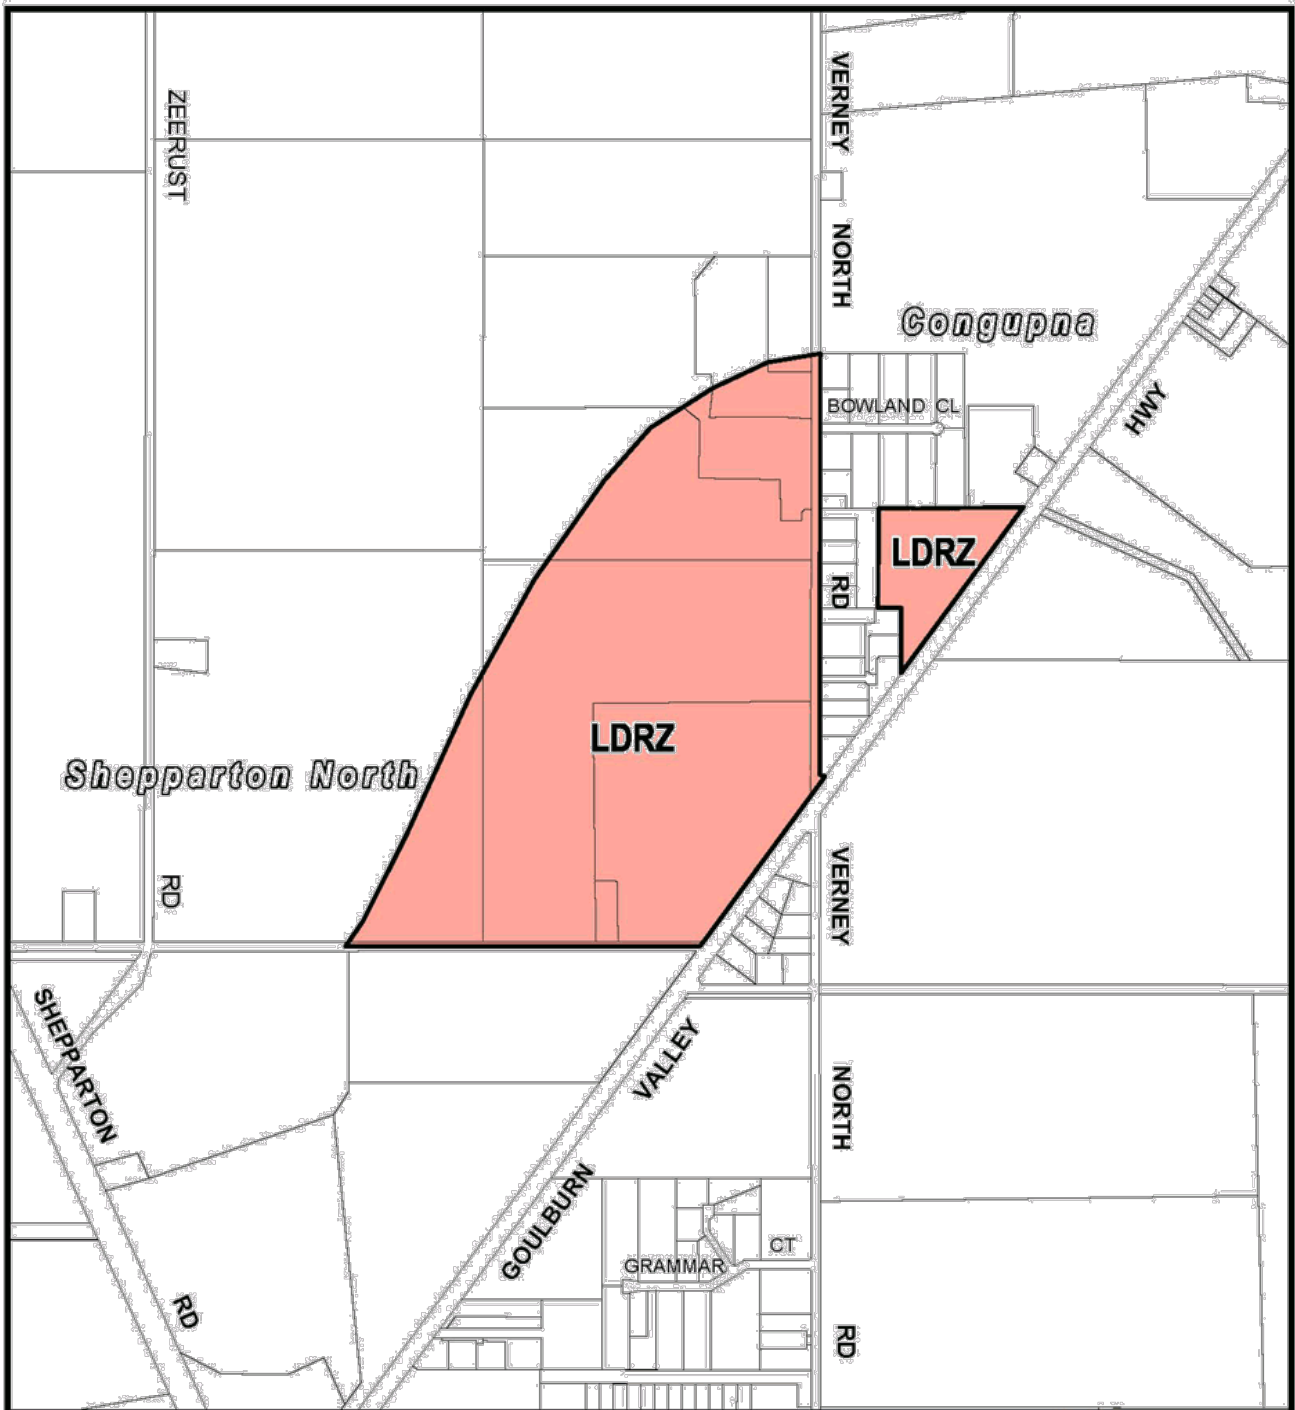 VERNEY
ZEERUST
NORTH
Congupna
HWY
BOWLAND CL
LDRZ
RD
LDRZ
Shepparton North
RD
VERNEY
SHEPPARTON
VALLEY
NORTH
GOULBURN
CT
GRAMMAR
RD
RD